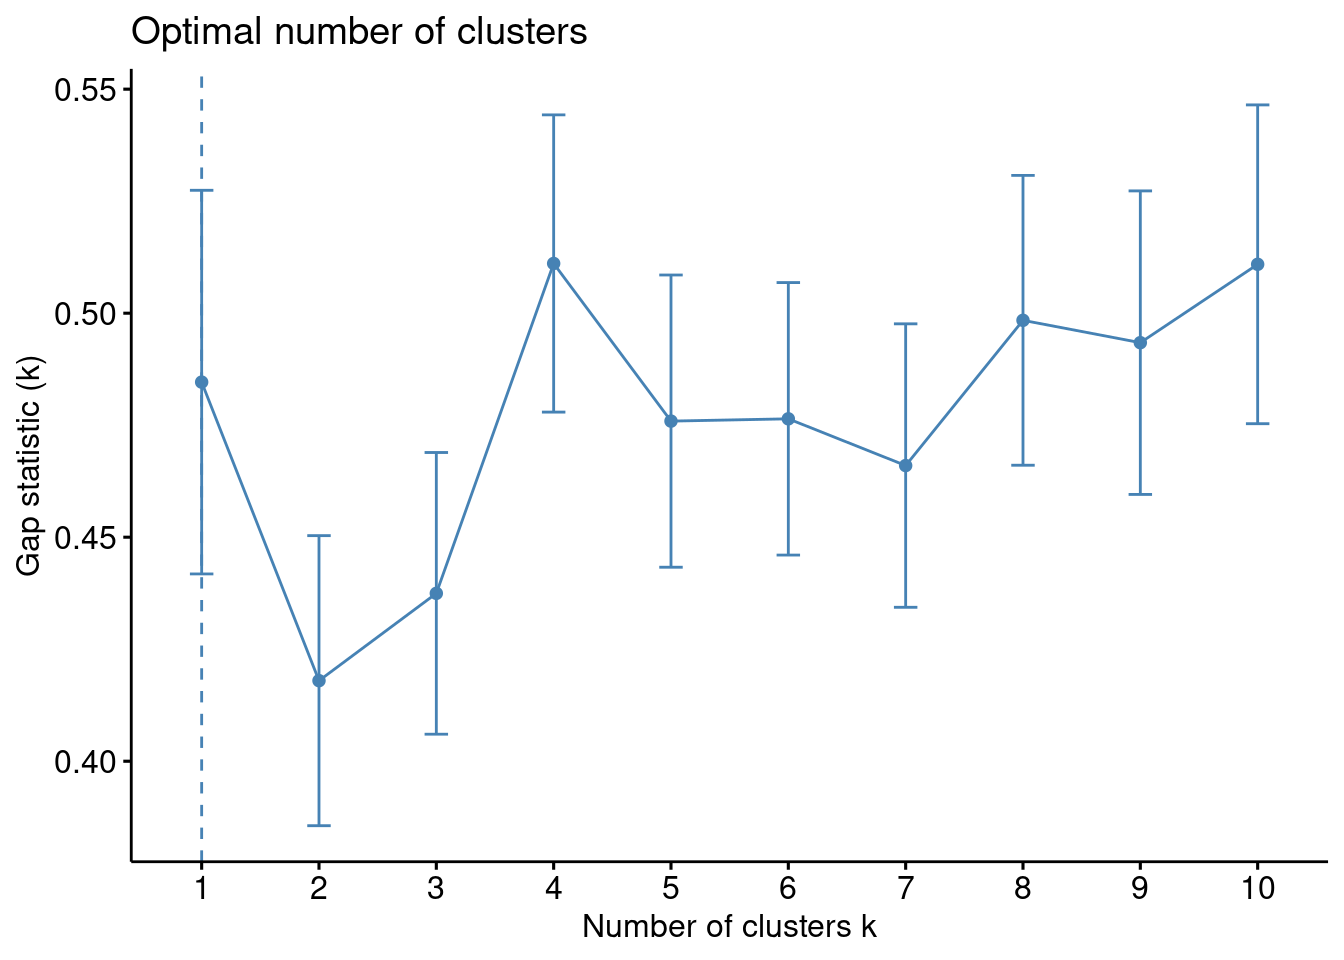 Optimal number of clusters
0.55
0.50
0.45
0.40
Gap statistic (k)
1 2 3 4 5 6 7 8 9 10
Number of clusters k